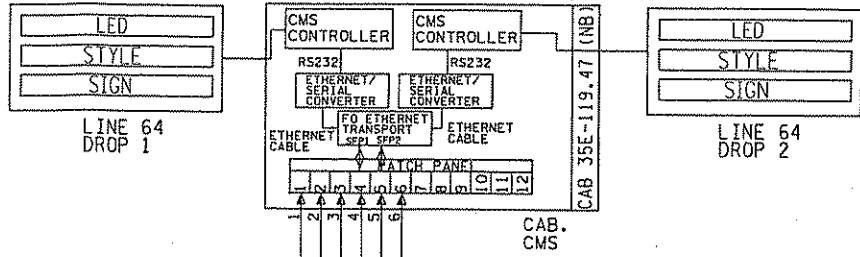 LED
STYLE
SIGN
LINE 64
DROP 1
CMS
CONTROLLER
CMS
CONTROLLER
RS232
RS232
ETHERNET/
SERIAL
CONVERTER
ETHERNET/
SERIAL
CONVERTER
FO ETHERNET
TRANSPORT
SFP1 SFP2
ETHERNET
CABLE
ETHERNET
CABLE
PATCH PANEL
1 2 3 4 5 6 7 8 9 10 11 12
1 2 3 4 5 6
CAB 35E-119.47 (NB)
CAB.
CMS
LED
STYLE
SIGN
LINE 64
DROP 2